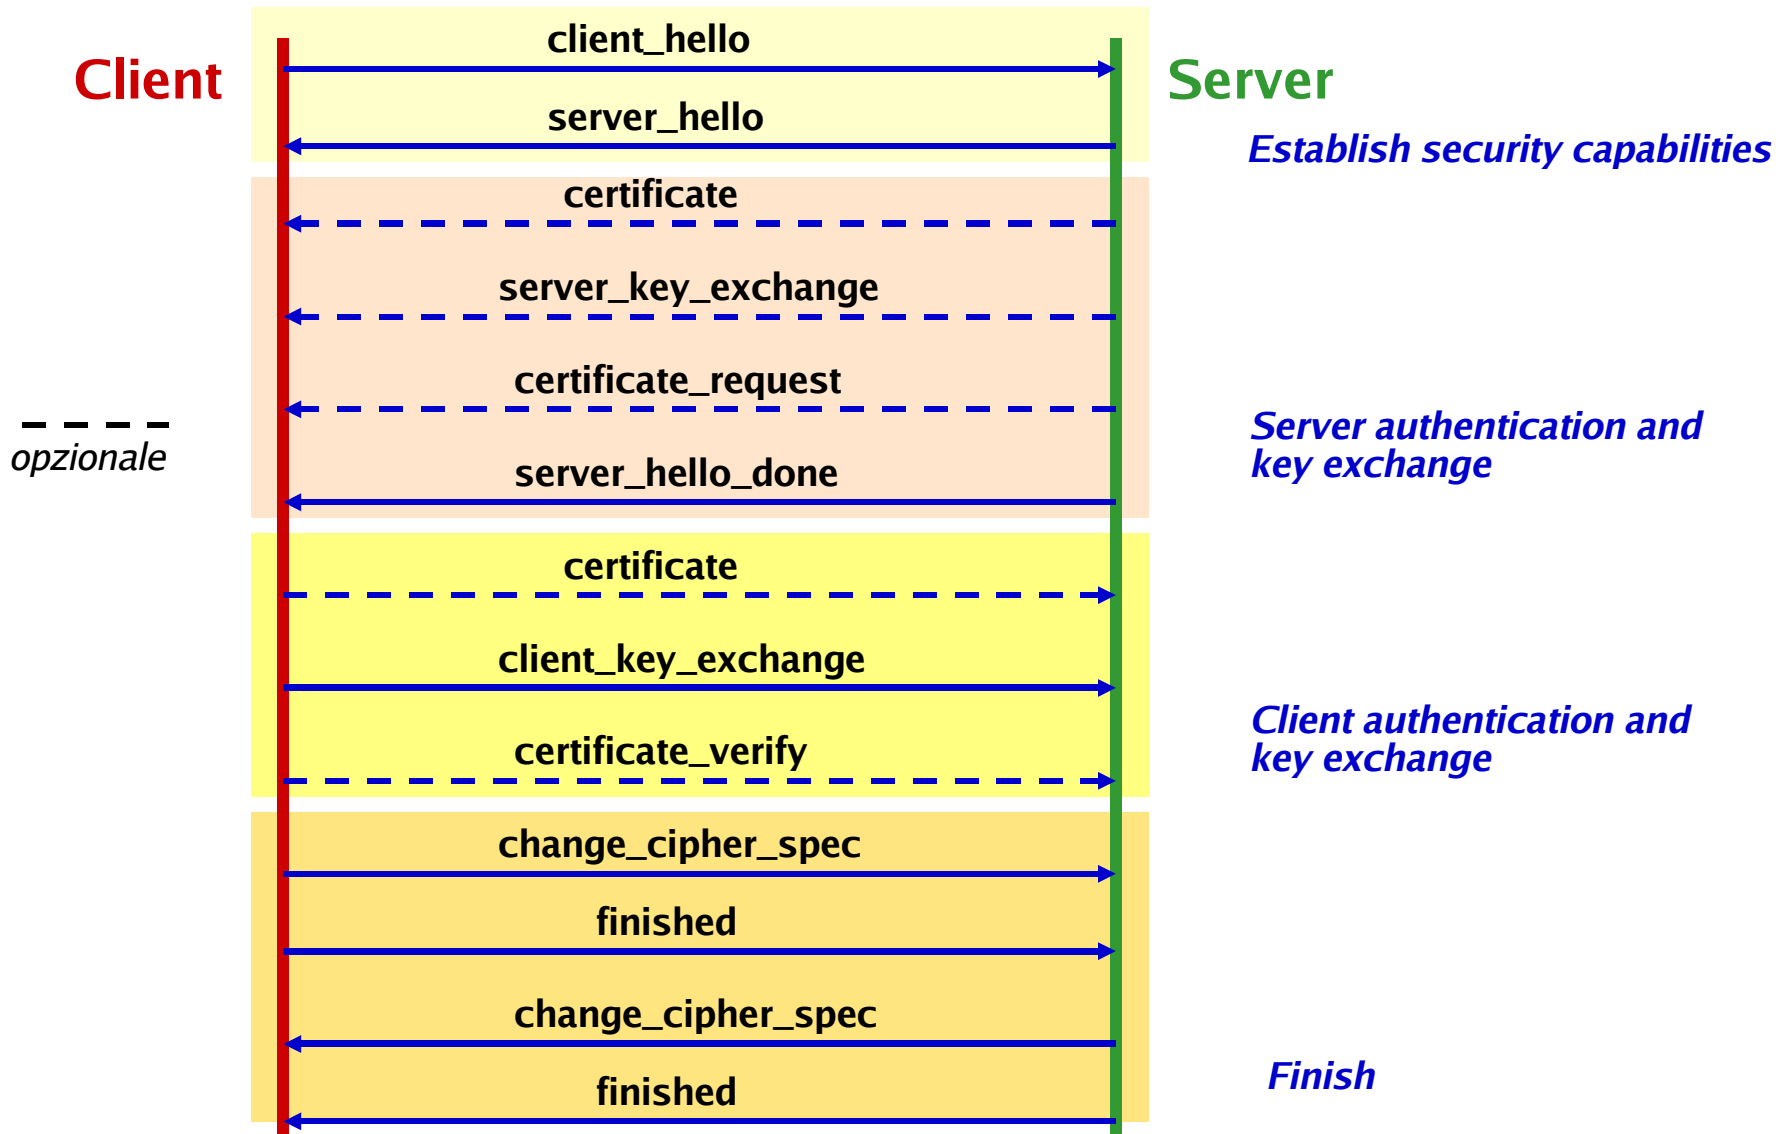 client_hello
Client
Server
server_hello
Establish security capabilities
certificate
server_key_exchange
certificate_request
opzionale
Server authentication and
key exchange
server_hello_done
certificate
client_key_exchange
Client authentication and
key exchange
certificate_verify
change_cipher_spec
finished
change_cipher_spec
Finish
finished